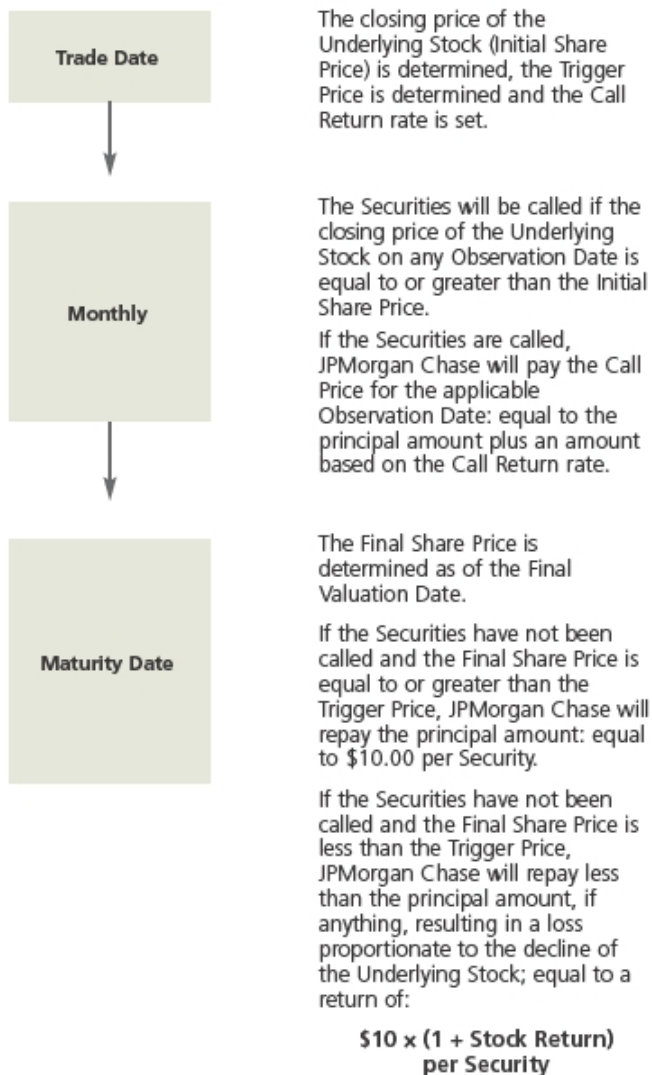 Trade Date
The closing price of the
Underlying Stock (Initial Share
Price) is determined, the Trigger
Price is determined and the Call
Return rate is set.
Monthly
The Securities will be called if the
closing price of the Underlying
Stock on any Observation Date is
equal to or greater than the Initial
Share Price.
If the Securities are called,
JPMorgan Chase will pay the Call
Price for the applicable
Observation Date: equal to the
principal amount plus an amount
based on the Call Return rate.
Maturity Date
The Final Share Price is
determined as of the Final
Valuation Date.
If the Securities have not been
called and the Final Share Price is
equal to or greater than the
Trigger Price, JPMorgan Chase will
repay the principal amount: equal
to $10.00 per Security.
If the Securities have not been
called and the Final Share Price is
less than the Trigger Price,
JPMorgan Chase will repay less
than the principal amount, if
anything, resulting in a loss
proportionate to the decline of
the Underlying Stock; equal to a
return of:
$10 x (1 + Stock Return)
per Security